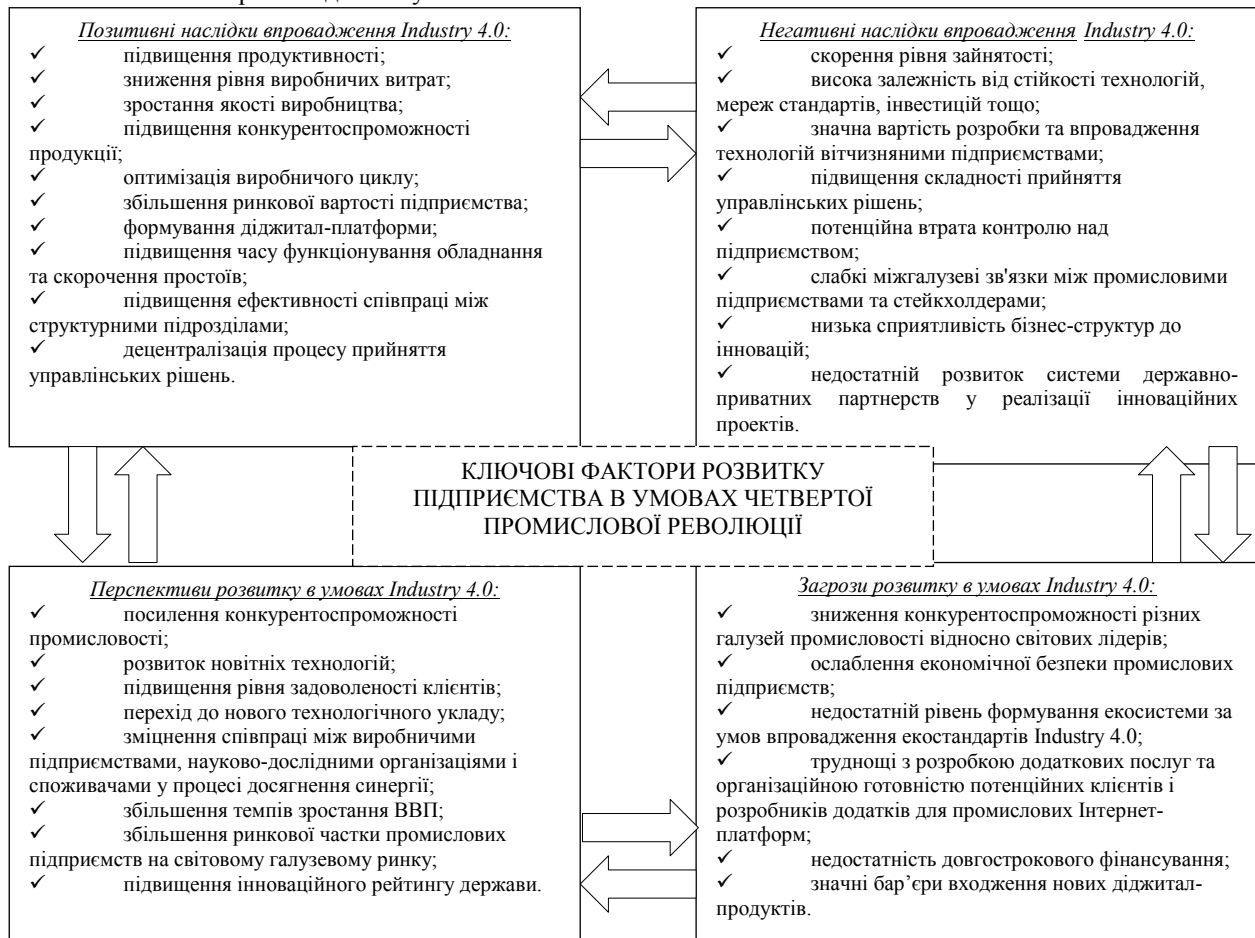 Позитивні наслідки впровадження Industry 4.0:
✓ підвищення продуктивності;
✓ зниження рівня виробничих витрат;
✓ зростання якості виробництва;
✓ підвищення конкурентоспроможності
продукції;
✓ оптимізація виробничого циклу;
✓ збільшення ринкової вартості підприємства;
✓ формування діджитал-платформи;
✓ підвищення часу функціонування обладнання
та скорочення простоїв;
✓ підвищення ефективності співпраці між
структурними підрозділами;
✓ децентралізація процесу прийняття
управлінських рішень.
Негативні наслідки впровадження Industry 4.0:
✓ скорення рівня зайнятості;
✓ висока залежність від стійкості технологій,
мереж стандартів, інвестицій тощо;
✓ значна вартість розробки та впровадження
технологій вітчизняними підприємствами;
✓ підвищення складності прийняття
управлінських рішень;
✓ потенційна втрата контролю над
підприємством;
✓ слабкі міжгалузеві зв'язки між промисловими
підприємствами та стейкхолдерами;
✓ низька сприятливість бізнес-структур до
інновацій;
✓ недостатній розвиток системи державно-
приватних партнерств у реалізації інноваційних
проектів.
КЛЮЧОВІ ФАКТОРИ РОЗВИТКУ
ПІДПРИЄМСТВА В УМОВАХ ЧЕТВЕРТОЇ
ПРОМИСЛОВОЇ РЕВОЛЮЦІЇ
Перспективи розвитку в умовах Industry 4.0:
✓ посилення конкурентоспроможності
промисловості;
✓ розвиток новітніх технологій;
✓ підвищення рівня задоволеності клієнтів;
✓ перехід до нового технологічного укладу;
✓ зміцнення співпраці між виробничими
підприємствами, науково-дослідними організаціями і
споживачами у процесі досягнення синергії;
✓ збільшення темпів зростання ВВП;
✓ збільшення ринкової частки промислових
підприємств на світовому галузевому ринку;
✓ підвищення інноваційного рейтингу держави.
Загрози розвитку в умовах Industry 4.0:
✓ зниження конкурентоспроможності різних
галузей промисловості відносно світових лідерів;
✓ ослаблення економічної безпеки промислових
підприємств;
✓ недостатній рівень формування екосистеми за
умов впровадження екостандартів Industry 4.0;
✓ труднощі з розробкою додаткових послуг та
організаційною готовністю потенційних клієнтів і
розробників додатків для промислових Інтернет-
платформ;
✓ недостатність довгострокового фінансування;
✓ значні бар’єри входження нових діджитал-
продуктів.